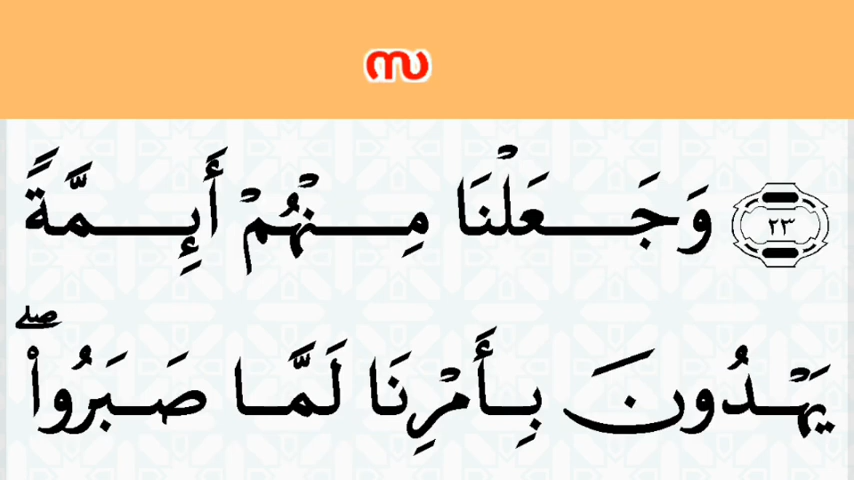 സ
٢٣ وَجَعَلْنَا مِنْهُمْ أَئِمَّةً
يَهْدُونَ بِأَمْرِنَا لَمَّا صَبَرُوا۟ ۖ